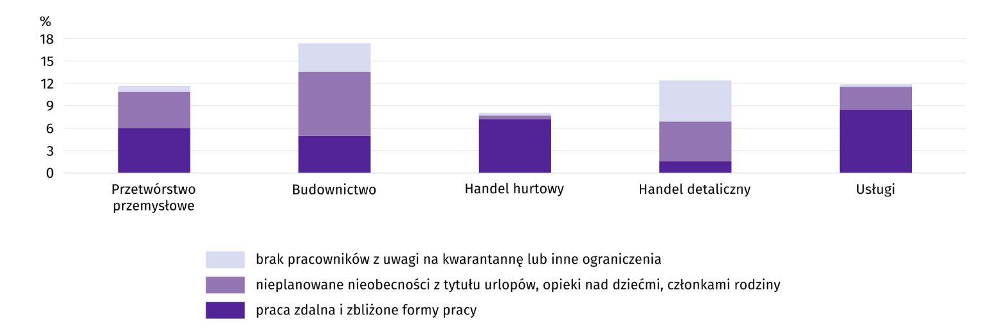 %
18
15
12
9
6
3
0
Przetwórstwo
przemysłowe
Budownictwo
Handel hurtowy
Handel detaliczny
Usługi
brak pracowników z uwagi na kwarantannę lub inne ograniczenia
nieplanowane nieobecności z tytułu urlopów, opieki nad dziećmi, członkami rodziny
praca zdalna i zbliżone formy pracy